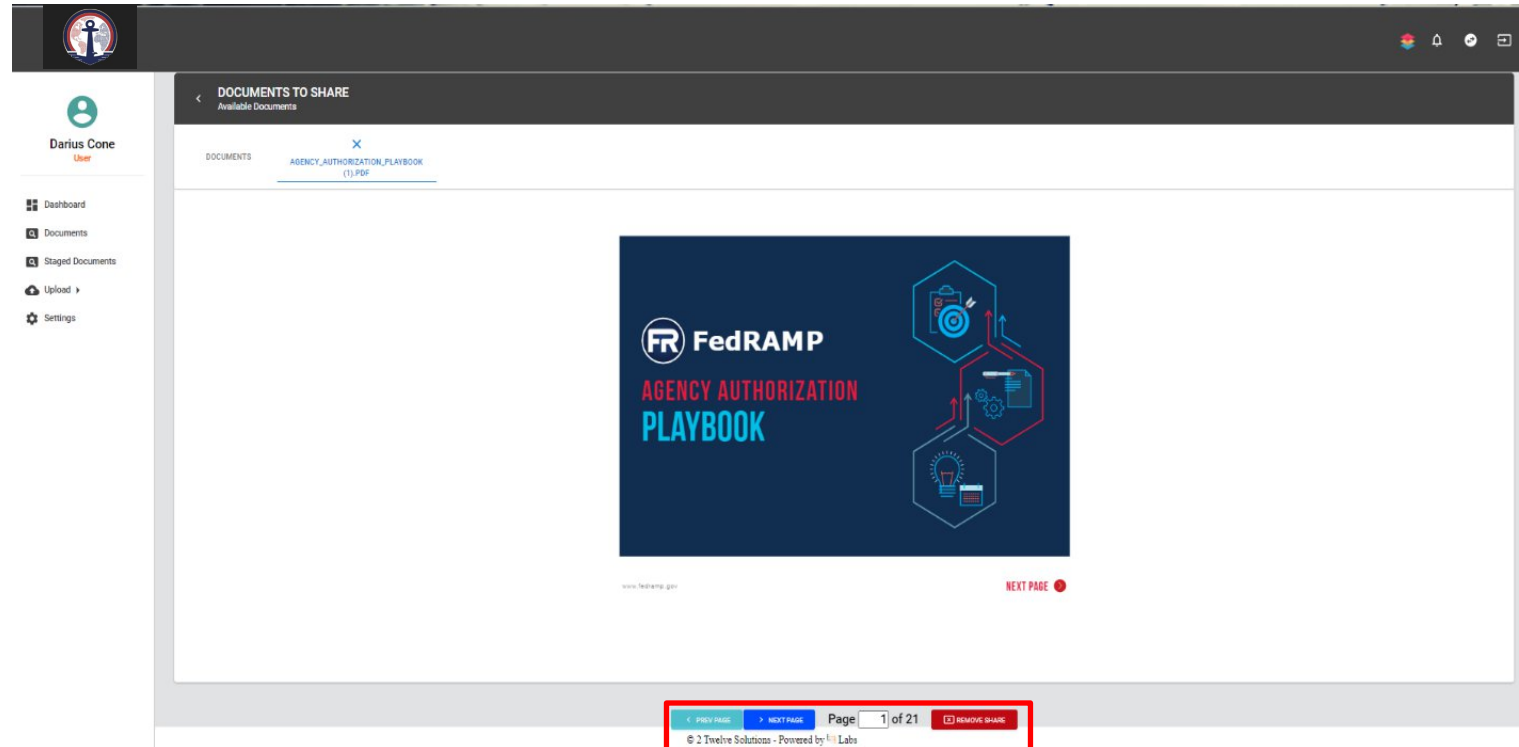 DOCUMENTS TO SHARE
Available Documents
Darius Cone
User
Dashboard
Documents
Staged Documents
Upload
Settings
DOCUMENTS
AGENCY_AUTHORIZATION_PLAYBOOK
(1).PDF
FR FedRAMP
AGENCY AUTHORIZATION
PLAYBOOK
www.fedramp.gov
NEXT PAGE
PREV PAGE NEXT PAGE Page 1 of 21 REMOVE SHARE
© 2 Twelve Solutions - Powered by Labs